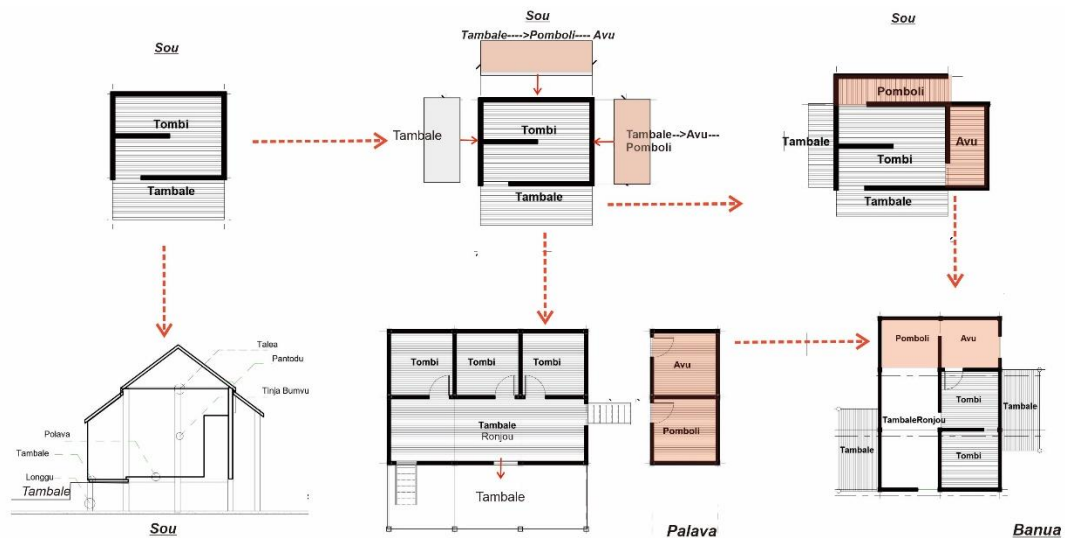 Sou
Tombi
Tambale
Sou
Tambale---->Pomboli---- Avu
Tambale
Tombi
Tambale-->Avu---
Pomboli
Tambale
Sou
Pomboli
Tambale
Avu
Tombi
Tambale
Talea
Pantodu
Tinja Bumvu
Polava
Tambale
Longgu
Tambale
Sou
Tombi
Tombi
Tombi
Tambale
Ronjou
Tambale
Avu
Pomboli
Palava
Pomboli
Avu
Tombi
TambaleRonjou
Tambale
Tambale
Tombi
Banua